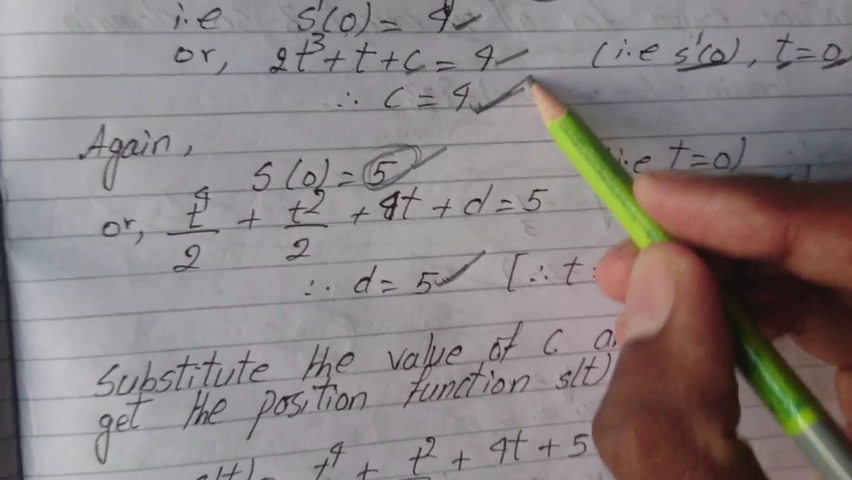 i.e s'(0) = 4
or, 2t³ + t + c = 4 (i.e s'(0), t = 0
∴ c = 4
Again,
s(0) = 5 i.e t = 0)
or, t⁴/2 + t²/2 + 4t + d = 5
∴ d = 5 [∴ t
Substitute the value of c
get the position function s(t)
t⁴ + t² + 4t + 5